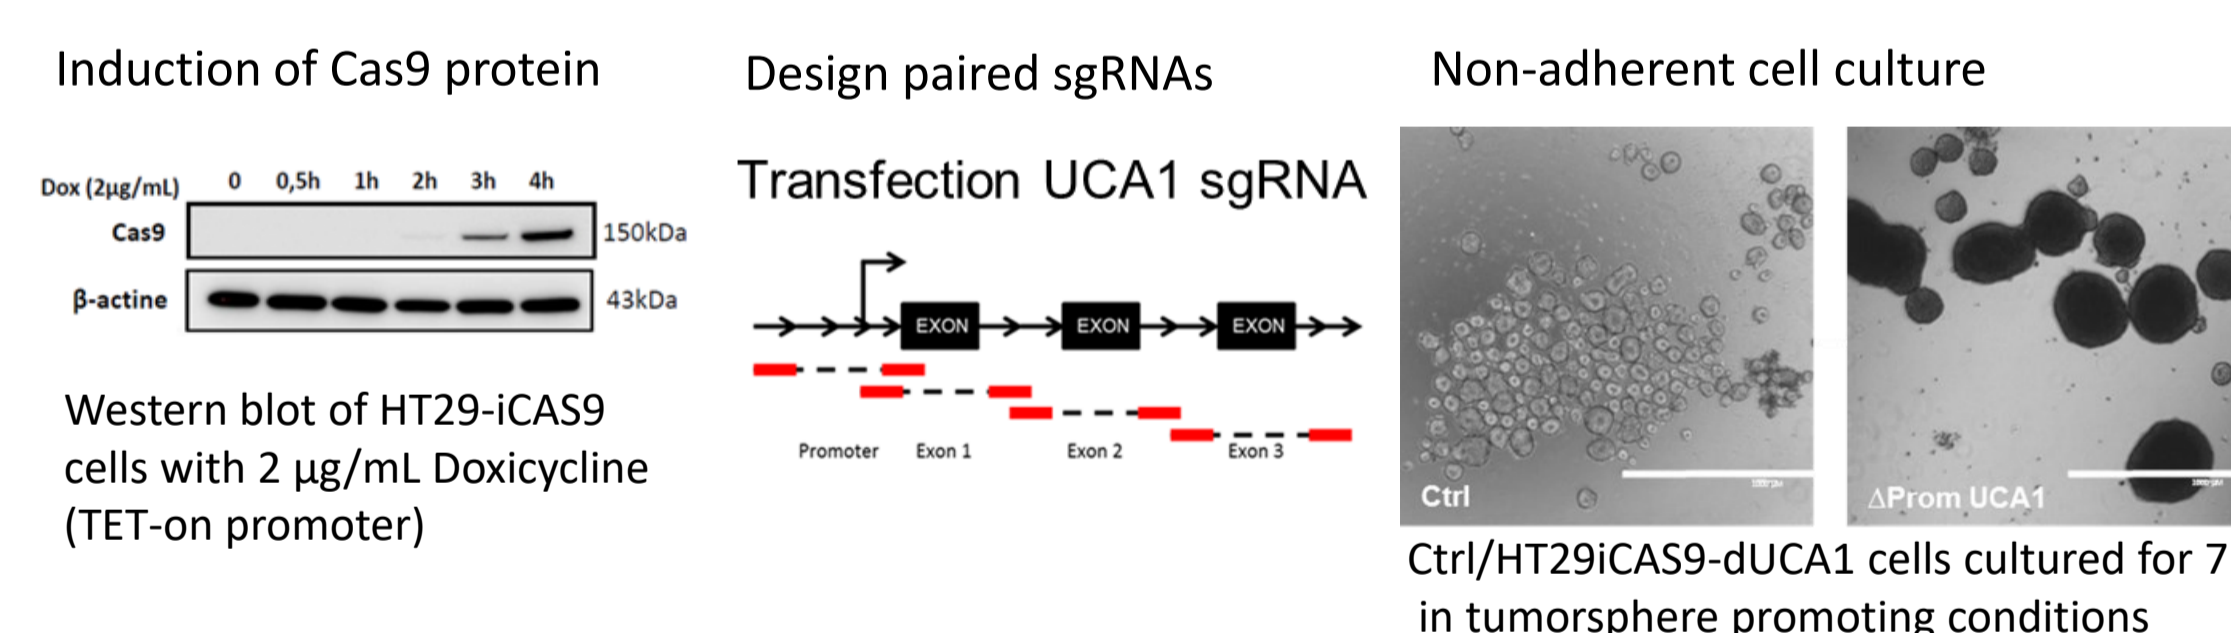 Induction of Cas9 protein
Dox (2µg/mL) 0 0,5h 1h 2h 3h 4h
Cas9 150kDa
β-actine 43kDa
Western blot of HT29-iCAS9
cells with 2 µg/mL Doxicycline
(TET-on promoter)
Design paired sgRNAs
Transfection UCA1 sgRNA
EXON EXON EXON
Promoter Exon 1 Exon 2 Exon 3
Non-adherent cell culture
Ctrl
ΔProm UCA1
Ctrl/HT29iCAS9-dUCA1 cells cultured for 7
in tumorsphere promoting conditions